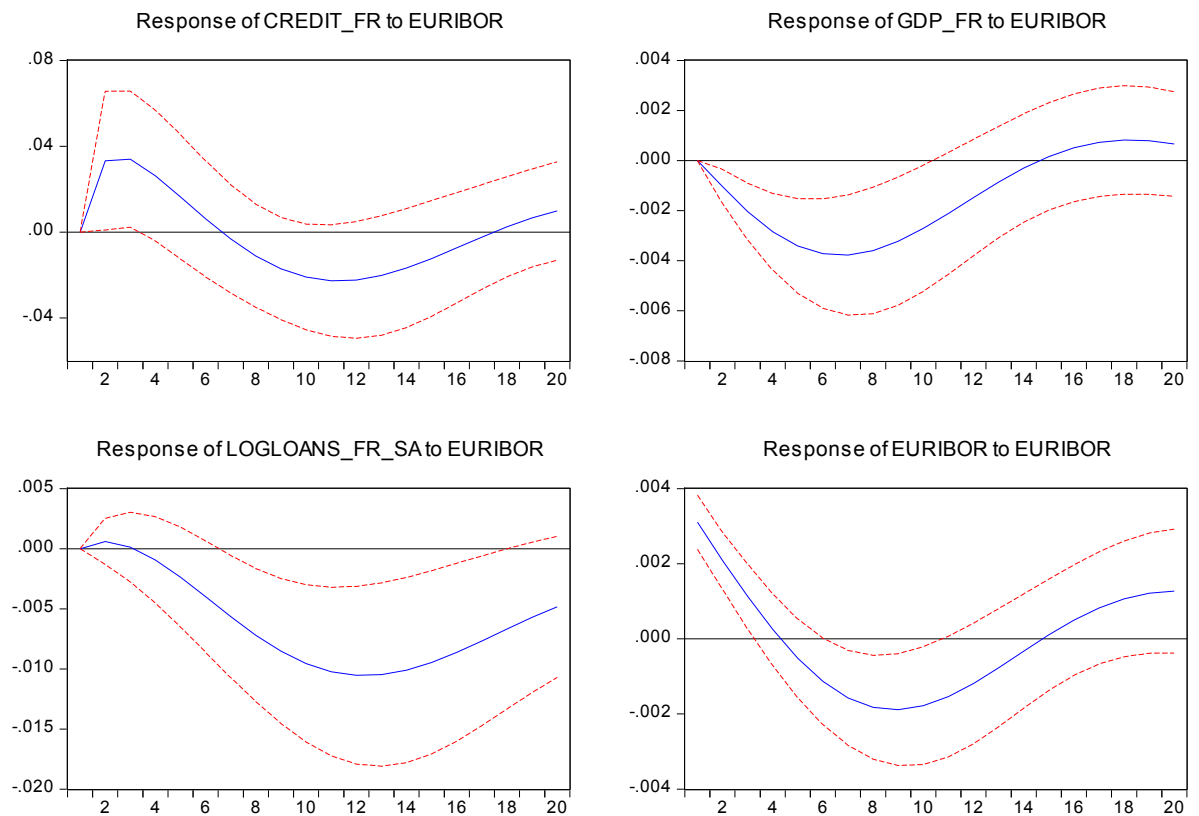 Response of CREDIT_FR to EURIBOR
.08
.04
.00
-.04
2 4 6 8 10 12 14 16 18 20
Response of GDP_FR to EURIBOR
.004
.002
.000
-.002
-.004
-.006
-.008
2 4 6 8 10 12 14 16 18 20
Response of LOGLOANS_FR_SA to EURIBOR
.005
.000
-.005
-.010
-.015
-.020
2 4 6 8 10 12 14 16 18 20
Response of EURIBOR to EURIBOR
.004
.002
.000
-.002
-.004
2 4 6 8 10 12 14 16 18 20